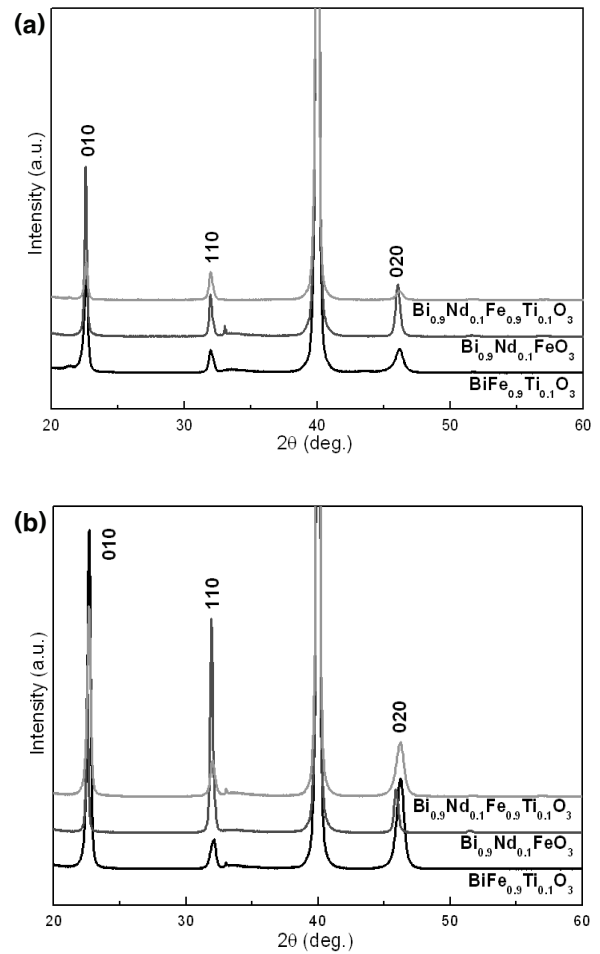 (a)
Intensity (a.u.)
010
110
020
Bi0.9Nd0.1Fe0.9Ti0.1O3
Bi0.9Nd0.1FeO3
BiFe0.9Ti0.1O3
20 30 40 50 60
2θ (deg.)
(b)
Intensity (a.u.)
010
110
020
Bi0.9Nd0.1Fe0.9Ti0.1O3
Bi0.9Nd0.1FeO3
BiFe0.9Ti0.1O3
20 30 40 50 60
2θ (deg.)